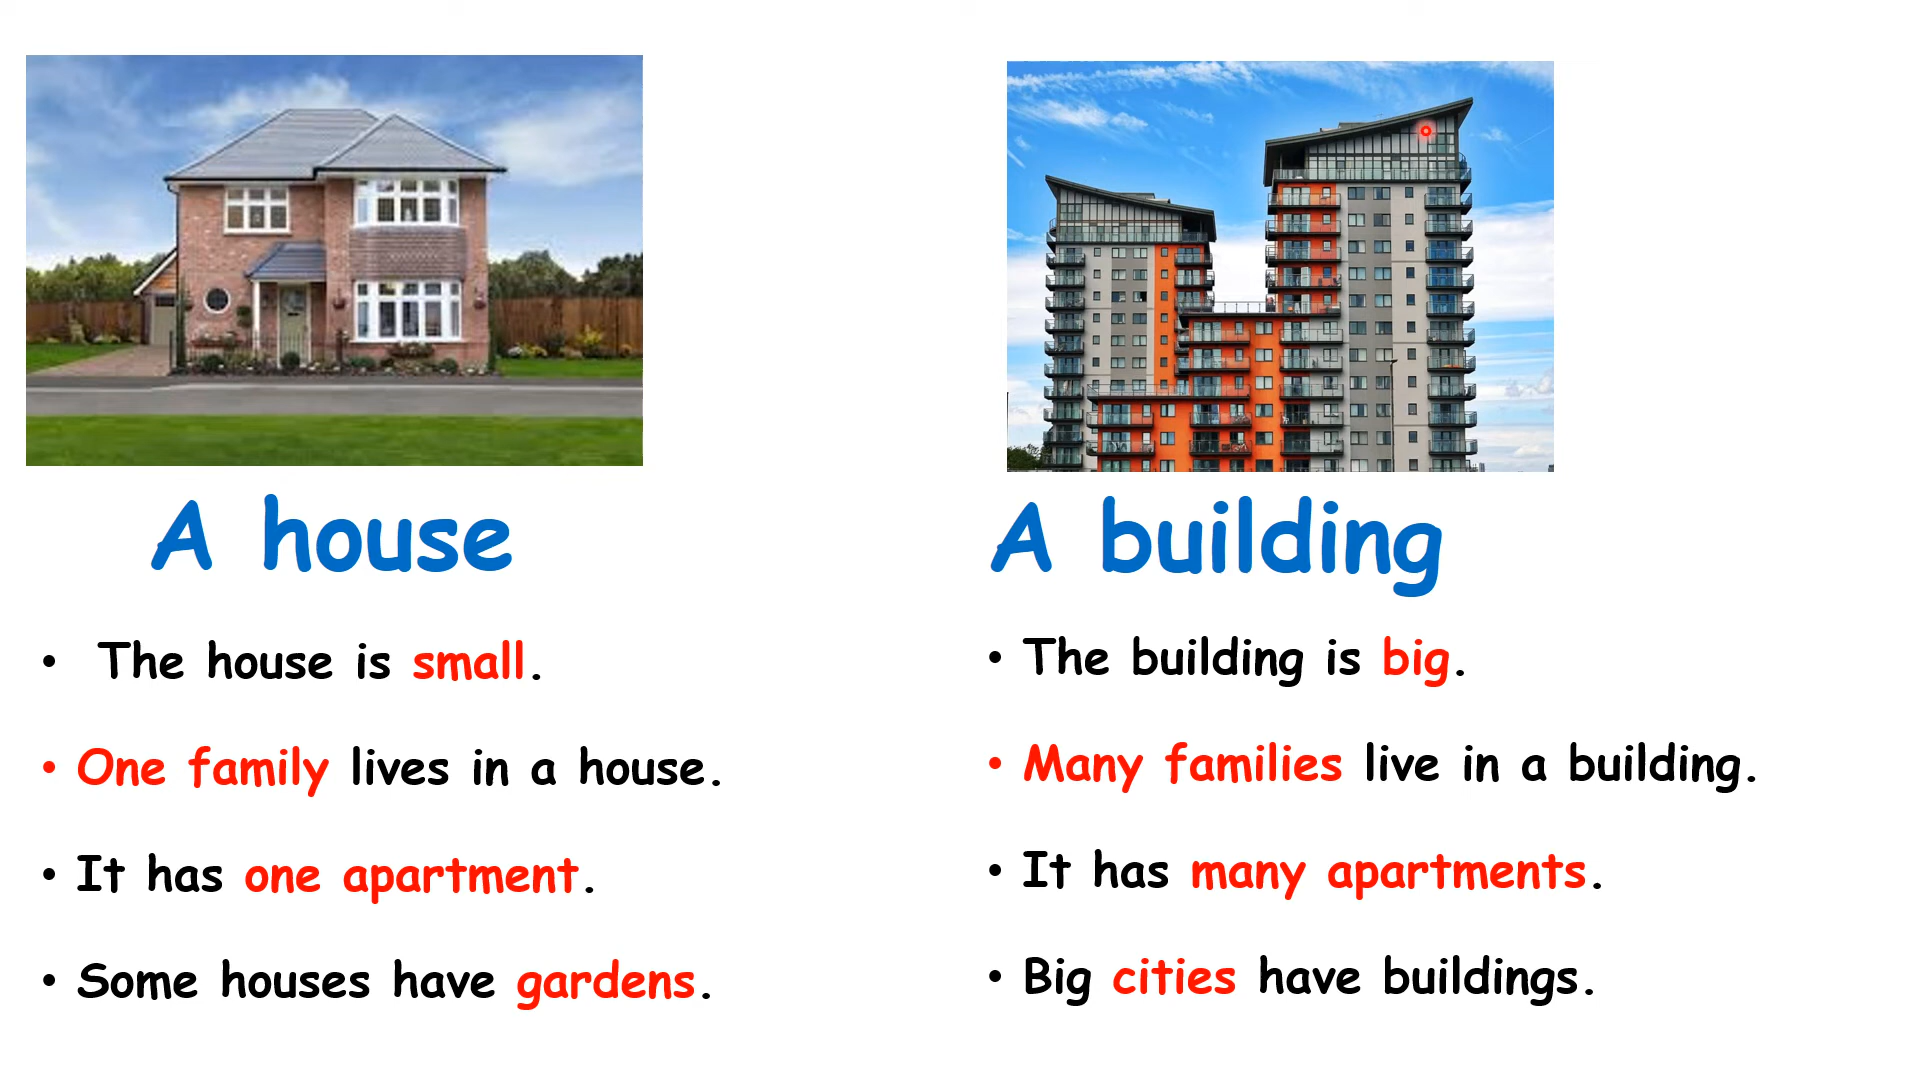 A house
• The house is small.
• One family lives in a house.
• It has one apartment.
• Some houses have gardens.
A building
• The building is big.
• Many families live in a building.
• It has many apartments.
• Big cities have buildings.